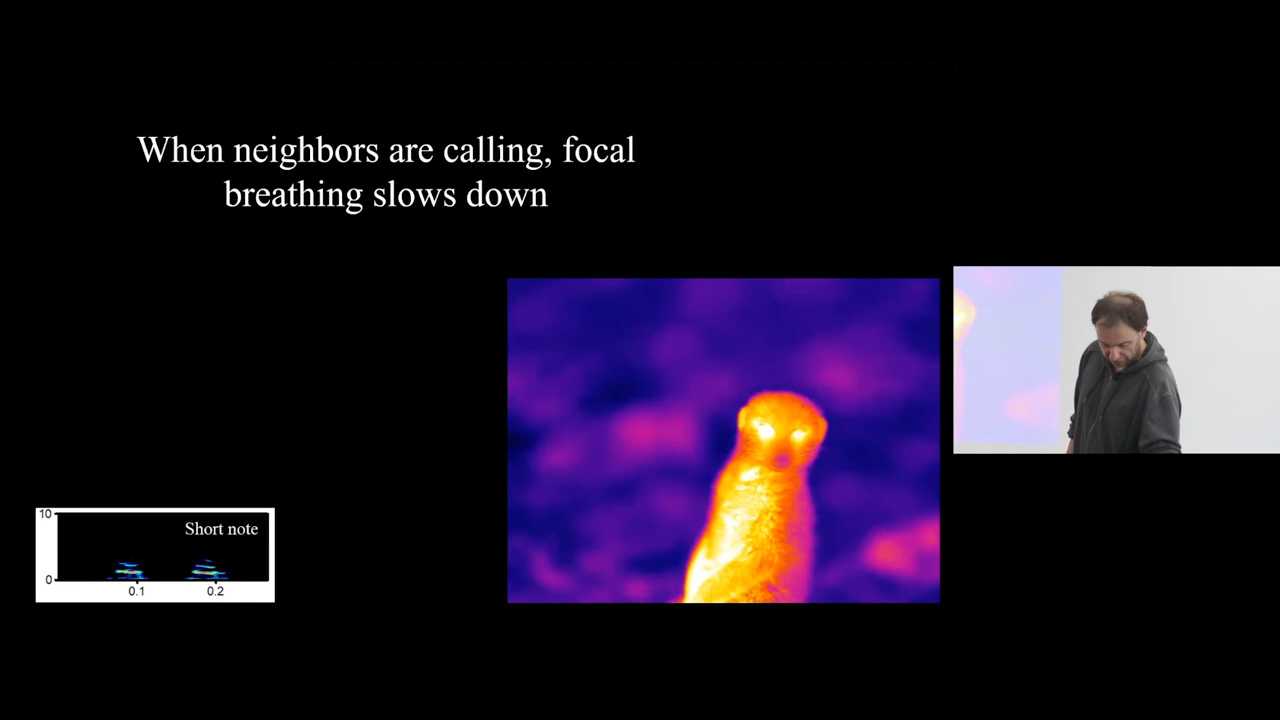 When neighbors are calling, focal
breathing slows down
10
Short note
0
0.1 0.2